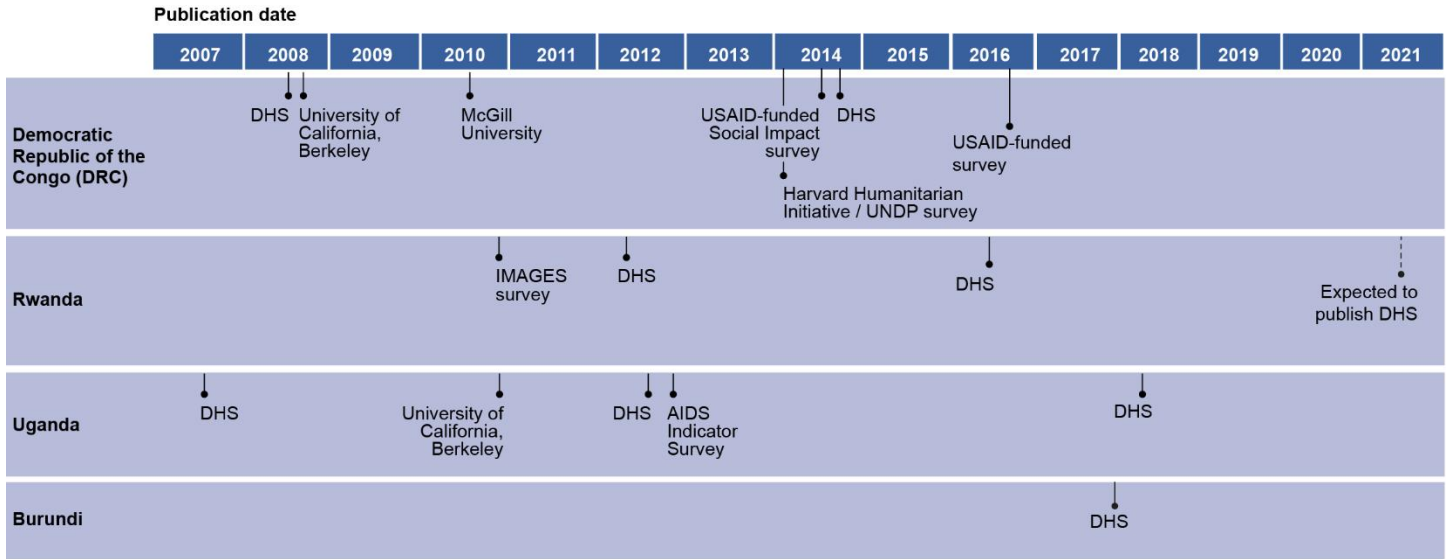 Publication date
2007 2008 2009 2010 2011 2012 2013 2014 2015 2016 2017 2018 2019 2020 2021
Democratic
Republic of the
Congo (DRC)
DHS
University of
California,
Berkeley
McGill
University
USAID-funded
Social Impact
survey
DHS
Harvard Humanitarian
Initiative / UNDP survey
USAID-funded
survey
Rwanda
IMAGES
survey
DHS
DHS
Expected to
publish DHS
Uganda
DHS
University of
California,
Berkeley
DHS
AIDS
Indicator
Survey
DHS
Burundi
DHS